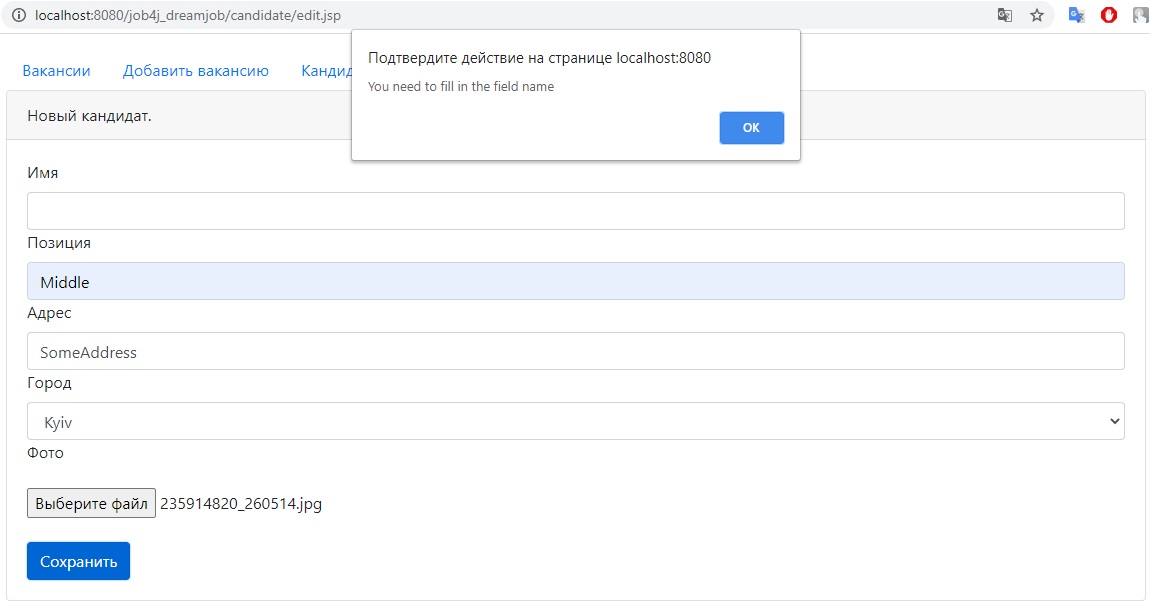 localhost:8080/job4j_dreamjob/candidate/edit.jsp
Подтвердите действие на странице localhost:8080
You need to fill in the field name
OK
Вакансии Добавить вакансию
Новый кандидат.
Имя
Позиция
Middle
Адрес
SomeAddress
Город
Kyiv
Фото
Выберите файл 235914820_260514.jpg
Сохранить